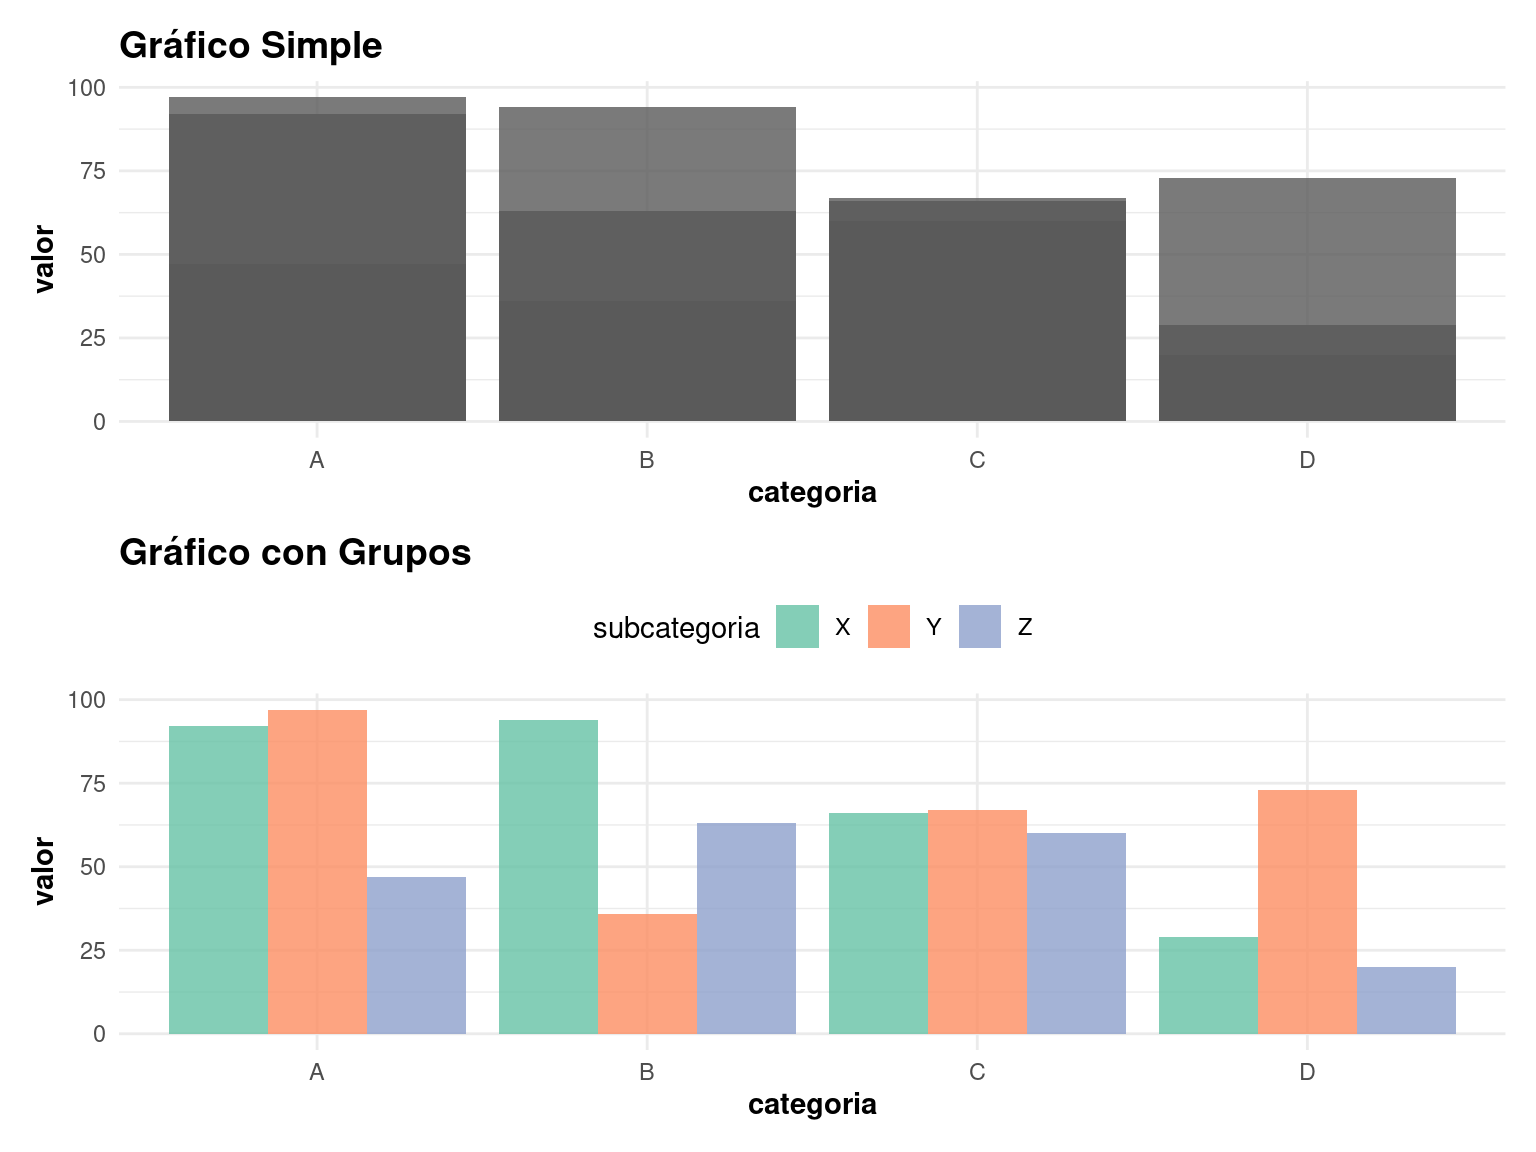 Gráfico Simple
100
75
50
25
0
valor
A B C D
categoria
Gráfico con Grupos
subcategoria X Y Z
100
75
50
25
0
valor
A B C D
categoria